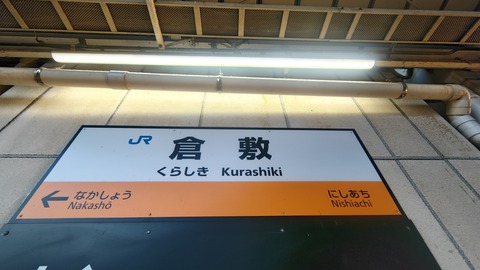 JR 倉敷
くらしき Kurashiki
← なかしょう にしあち
Nakashō Nishiachi